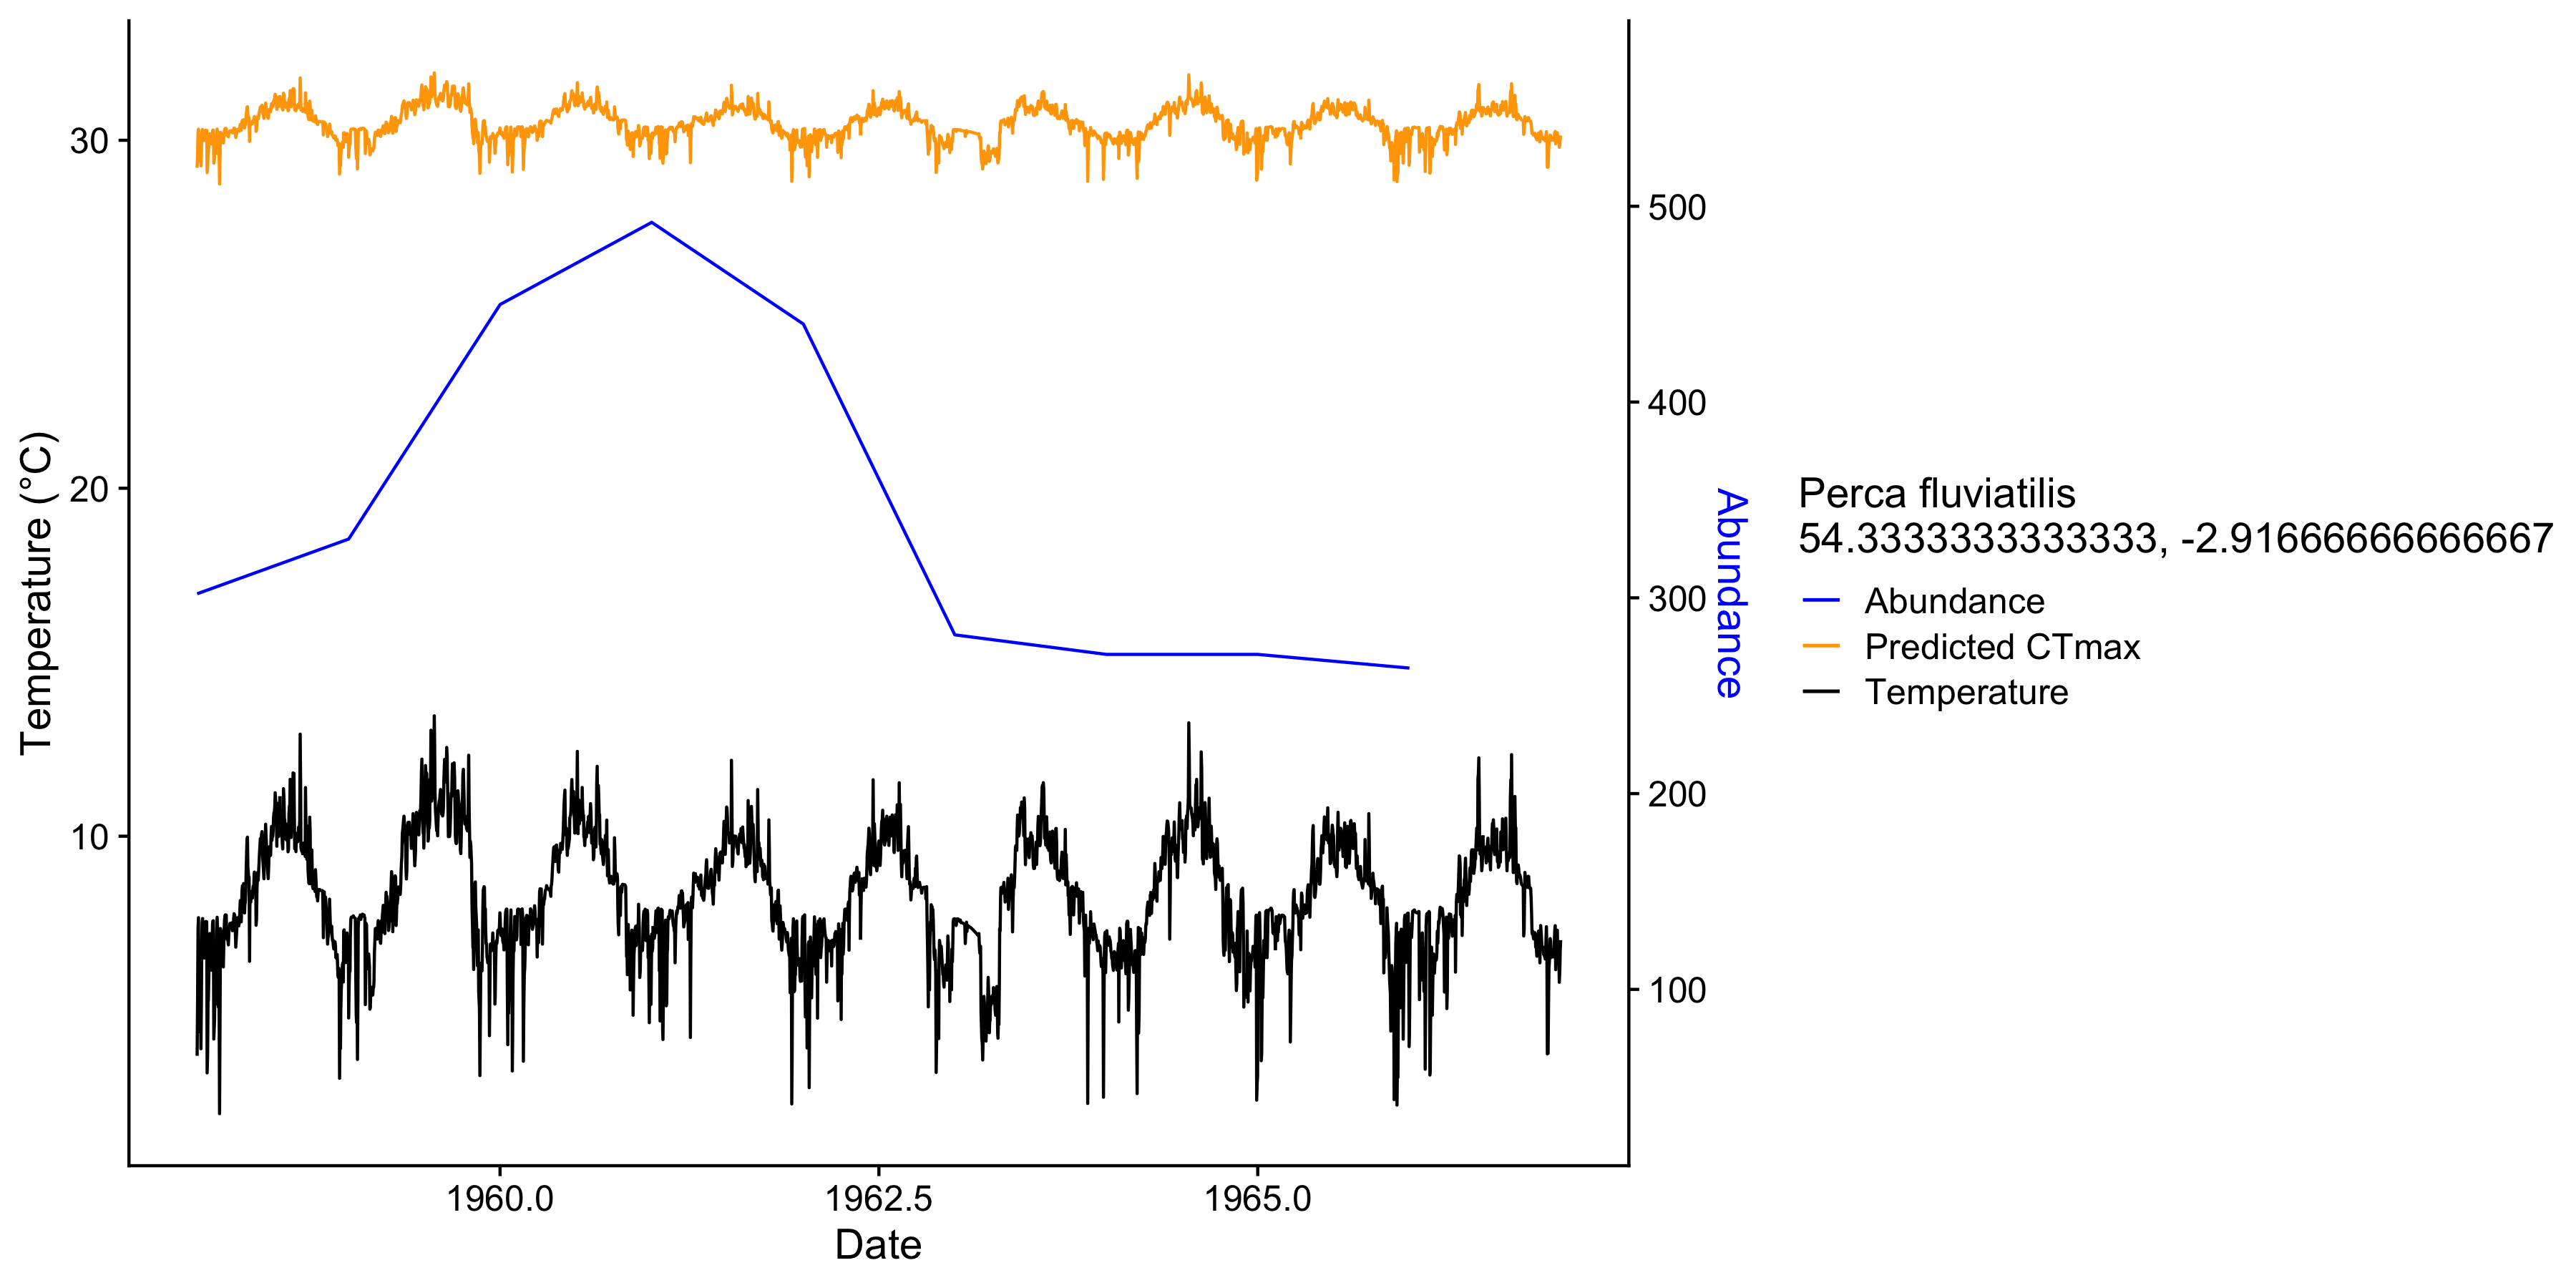 30
20
10
Temperature (°C)
500
400
300
200
100
Abundance
1960.0
1962.5
1965.0
Date
Perca fluviatilis
54.3333333333333, -2.91666666666667
Abundance
Predicted CTmax
Temperature